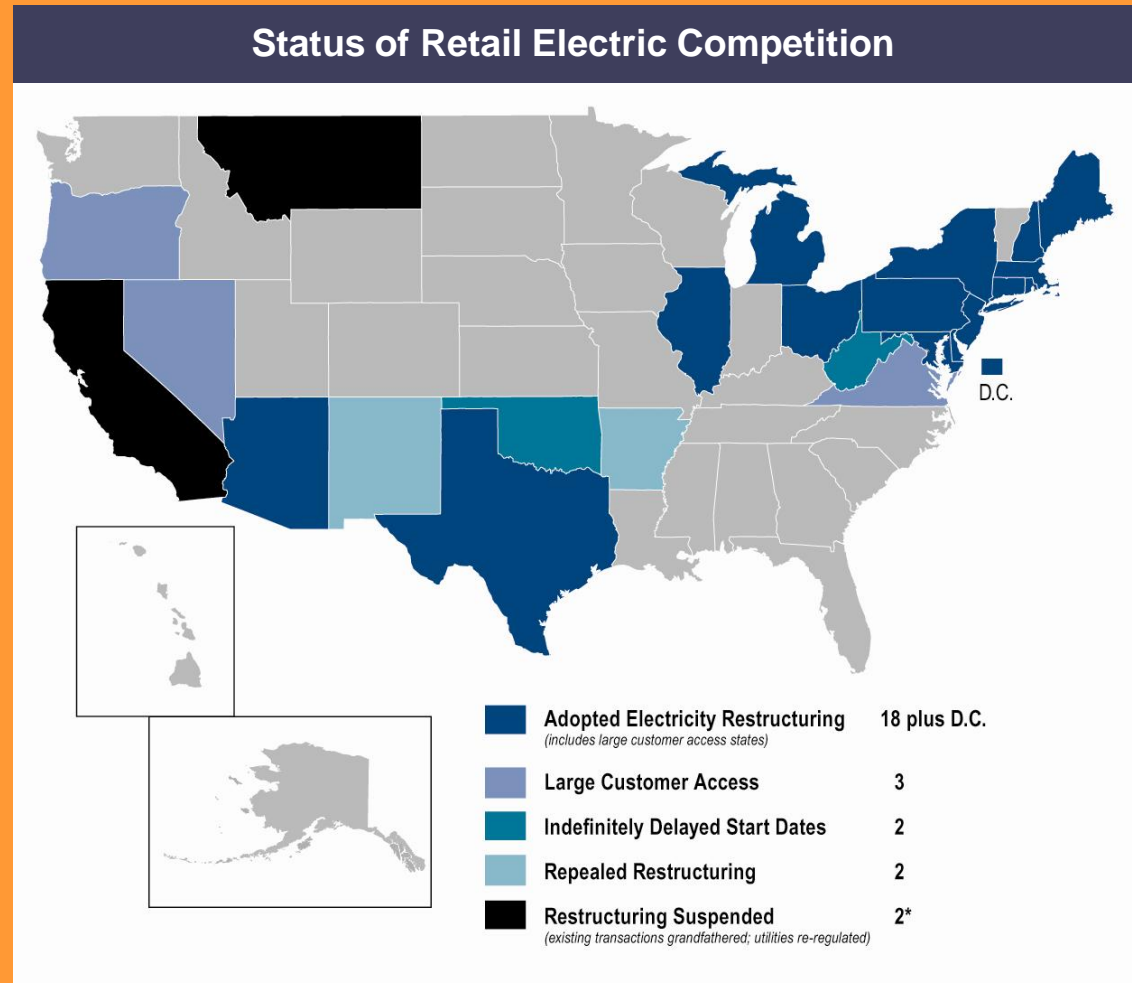 Status of Retail Electric Competition
D.C.
Adopted Electricity Restructuring 18 plus D.C.
(includes large customer access states)
Large Customer Access 3
Indefinitely Delayed Start Dates 2
Repealed Restructuring 2
Restructuring Suspended 2*
(existing transactions grandfathered; utilities re-regulated)